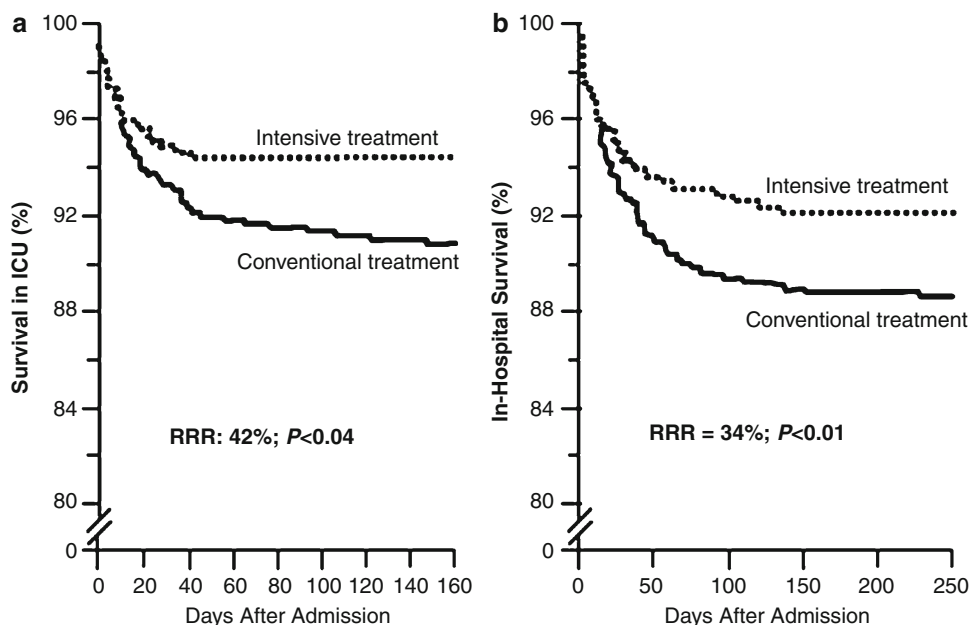 a
Survival in ICU (%)
100
96
92
88
84
80
0
Intensive treatment
Conventional treatment
RRR: 42%; P<0.04
0 20 40 60 80 100 120 140 160
Days After Admission
b
In-Hospital Survival (%)
100
96
92
88
84
80
0
Intensive treatment
Conventional treatment
RRR = 34%; P<0.01
0 50 100 150 200 250
Days After Admission